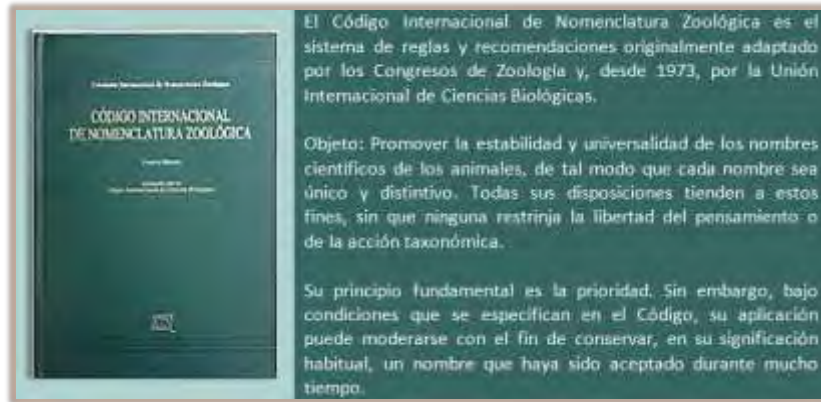 CÓDIGO INTERNACIONAL
DE NOMENCLATURA ZOOLÓGICA
El Código Internacional de Nomenclatura Zoológica es el
sistema de reglas y recomendaciones originalmente adaptado
por los Congresos de Zoología y, desde 1973, por la Unión
Internacional de Ciencias Biológicas.
Objeto: Promover la estabilidad y universalidad de los nombres
científicos de los animales, de tal modo que cada nombre sea
único y distintivo. Todas sus disposiciones tienden a estos
fines, sin que ninguna restrinja la libertad del pensamiento o
de la acción taxonómica.
Su principio fundamental es la prioridad. Sin embargo, bajo
condiciones que se especifican en el Código, su aplicación
puede moderarse con el fin de conservar, en su significación
habitual, un nombre que haya sido aceptado durante mucho
tiempo.